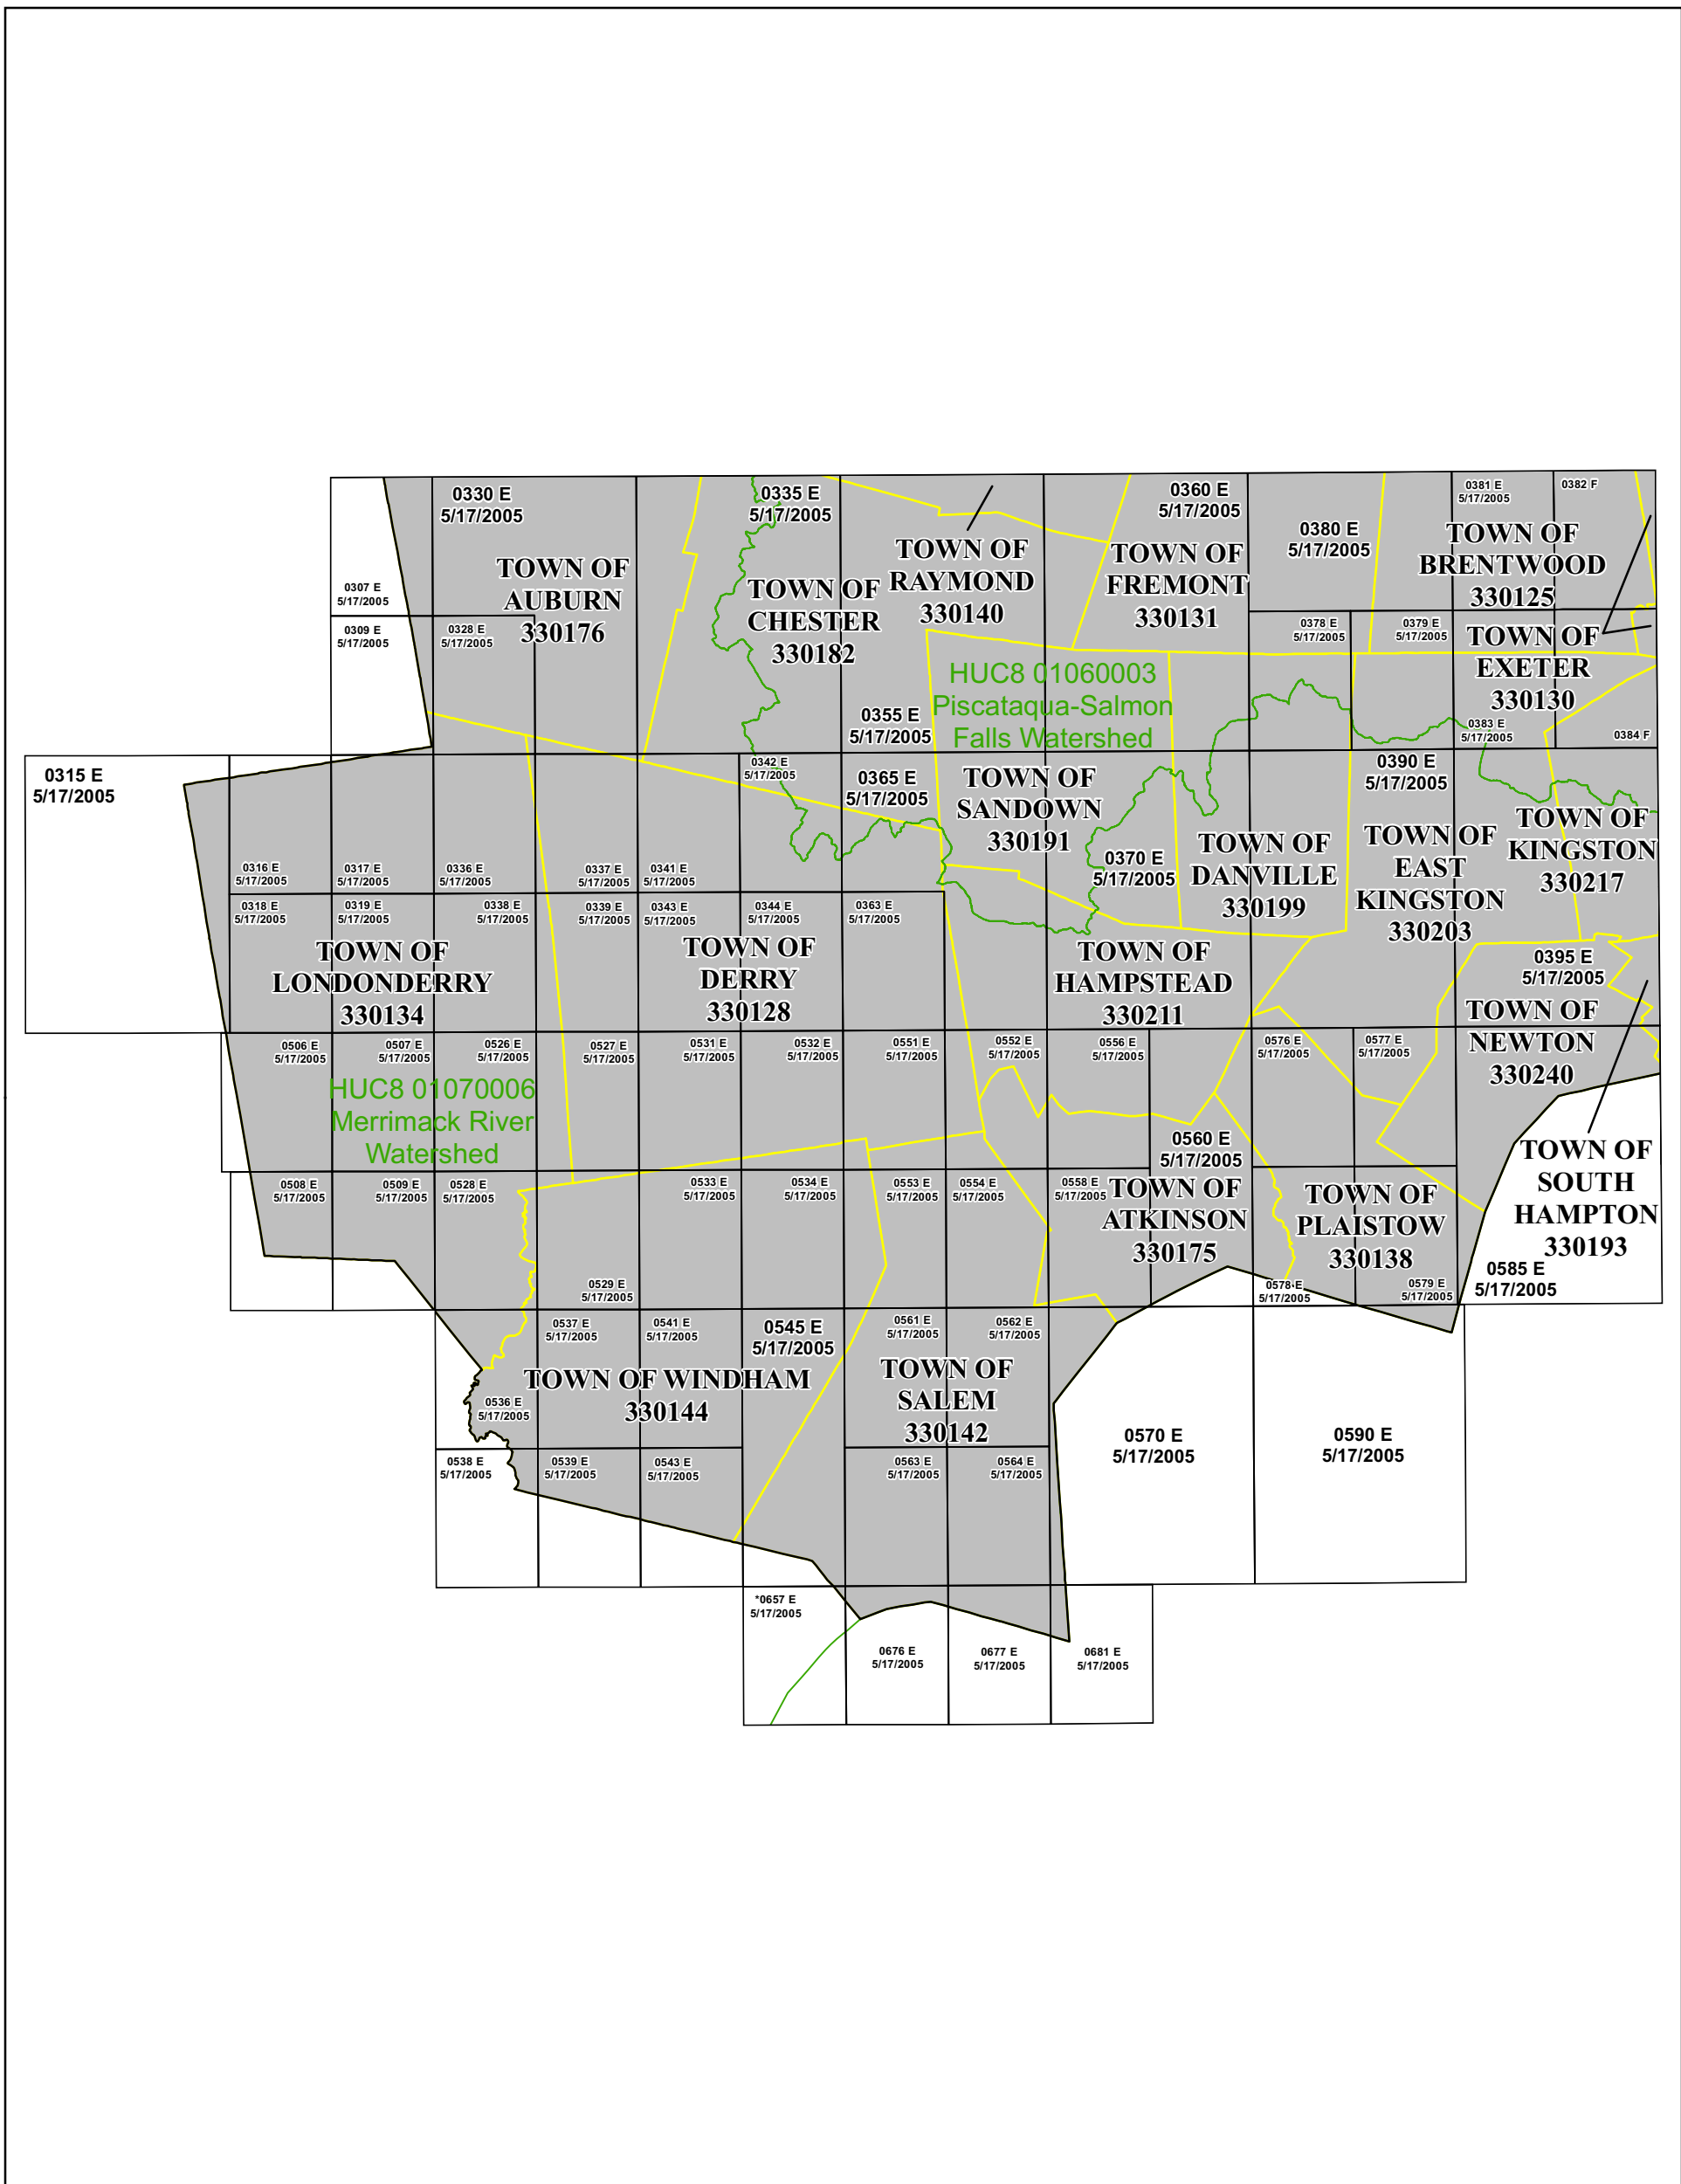 0330 E
5/17/2005
0335 E
5/17/2005
0360 E
5/17/2005
0380 E
5/17/2005
0381 E
5/17/2005
0382 F
TOWN OF
AUBURN
330176
TOWN OF
CHESTER
330182
TOWN OF
RAYMOND
330140
TOWN OF
FREMONT
330131
TOWN OF
BRENTWOOD
330125
0307 E
5/17/2005
0309 E
5/17/2005
0328 E
5/17/2005
0378 E
5/17/2005
0379 E
5/17/2005
TOWN OF
EXETER
330130
HUC8 01060003
Piscataqua-Salmon
Falls Watershed
0355 E
5/17/2005
0383 E
5/17/2005
0384 F
0315 E
5/17/2005
0342 E
5/17/2005
0365 E
5/17/2005
TOWN OF
SANDOWN
330191
0390 E
5/17/2005
0370 E
5/17/2005
TOWN OF
DANVILLE
330199
TOWN OF
EAST
KINGSTON
330203
TOWN OF
KINGSTON
330217
0316 E
5/17/2005
0317 E
5/17/2005
0336 E
5/17/2005
0337 E
5/17/2005
0341 E
5/17/2005
0318 E
5/17/2005
0319 E
5/17/2005
0338 E
5/17/2005
0339 E
5/17/2005
0343 E
5/17/2005
0344 E
5/17/2005
0363 E
5/17/2005
TOWN OF
LONDONDERRY
330134
TOWN OF
DERRY
330128
TOWN OF
HAMPSTEAD
330211
0395 E
5/17/2005
TOWN OF
NEWTON
330240
0506 E
5/17/2005
0507 E
5/17/2005
0526 E
5/17/2005
0527 E
5/17/2005
0531 E
5/17/2005
0532 E
5/17/2005
0551 E
5/17/2005
0552 E
5/17/2005
0556 E
5/17/2005
0576 E
5/17/2005
0577 E
5/17/2005
HUC8 01070006
Merrimack River
Watershed
0560 E
5/17/2005
TOWN OF
SOUTH
HAMPTON
330193
0508 E
5/17/2005
0509 E
5/17/2005
0528 E
5/17/2005
0533 E
5/17/2005
0534 E
5/17/2005
0553 E
5/17/2005
0554 E
5/17/2005
0558 E
5/17/2005
TOWN OF
ATKINSON
330175
TOWN OF
PLAISTOW
330138
0529 E
5/17/2005
0578 E
5/17/2005
0579 E
5/17/2005
0585 E
5/17/2005
0537 E
5/17/2005
0541 E
5/17/2005
0545 E
5/17/2005
0561 E
5/17/2005
0562 E
5/17/2005
TOWN OF WINDHAM
330144
TOWN OF
SALEM
330142
0536 E
5/17/2005
0570 E
5/17/2005
0590 E
5/17/2005
0538 E
5/17/2005
0539 E
5/17/2005
0543 E
5/17/2005
0563 E
5/17/2005
0564 E
5/17/2005
*0657 E
5/17/2005
0676 E
5/17/2005
0677 E
5/17/2005
0681 E
5/17/2005